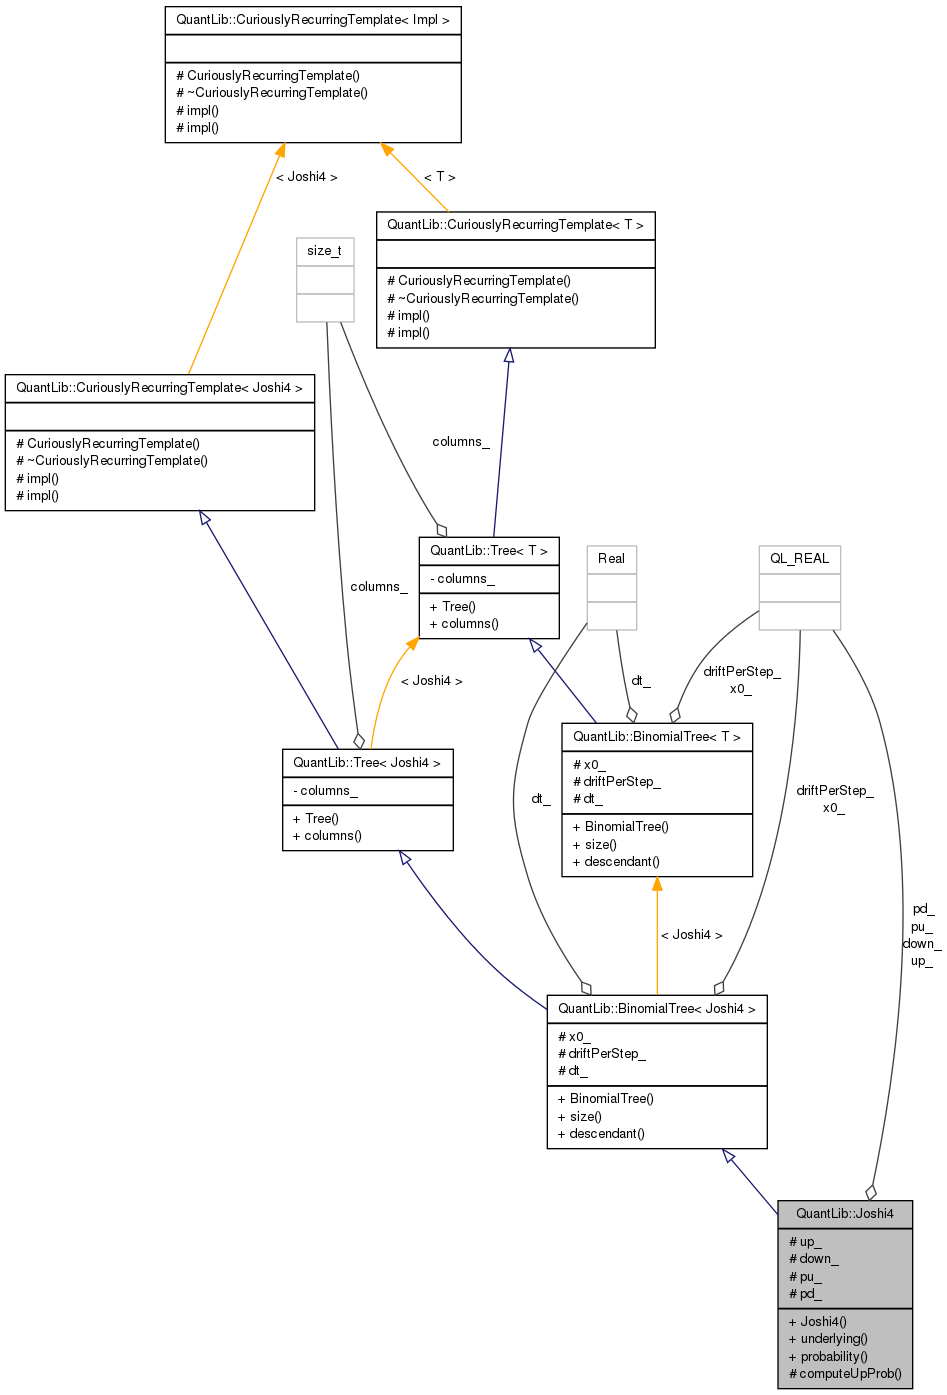 QuantLib::CuriouslyRecurringTemplate< Impl >
# CuriouslyRecurringTemplate()
# ~CuriouslyRecurringTemplate()
# impl()
# impl()
< Joshi4 >
< T >
QuantLib::CuriouslyRecurringTemplate< T >
# CuriouslyRecurringTemplate()
# ~CuriouslyRecurringTemplate()
# impl()
# impl()
size_t
QuantLib::CuriouslyRecurringTemplate< Joshi4 >
# CuriouslyRecurringTemplate()
# ~CuriouslyRecurringTemplate()
# impl()
# impl()
columns_
QuantLib::Tree< T >
- columns_
+ Tree()
+ columns()
Real
QL_REAL
columns_
< Joshi4 >
dt_
driftPerStep_
x0_
QuantLib::BinomialTree< T >
# x0_
# driftPerStep_
# dt_
+ BinomialTree()
+ size()
+ descendant()
QuantLib::Tree< Joshi4 >
- columns_
+ Tree()
+ columns()
dt_
driftPerStep_
x0_
< Joshi4 >
pd_
pu_
down_
up_
QuantLib::BinomialTree< Joshi4 >
# x0_
# driftPerStep_
# dt_
+ BinomialTree()
+ size()
+ descendant()
QuantLib::Joshi4
# up_
# down_
# pu_
# pd_
+ Joshi4()
+ underlying()
+ probability()
# computeUpProb()